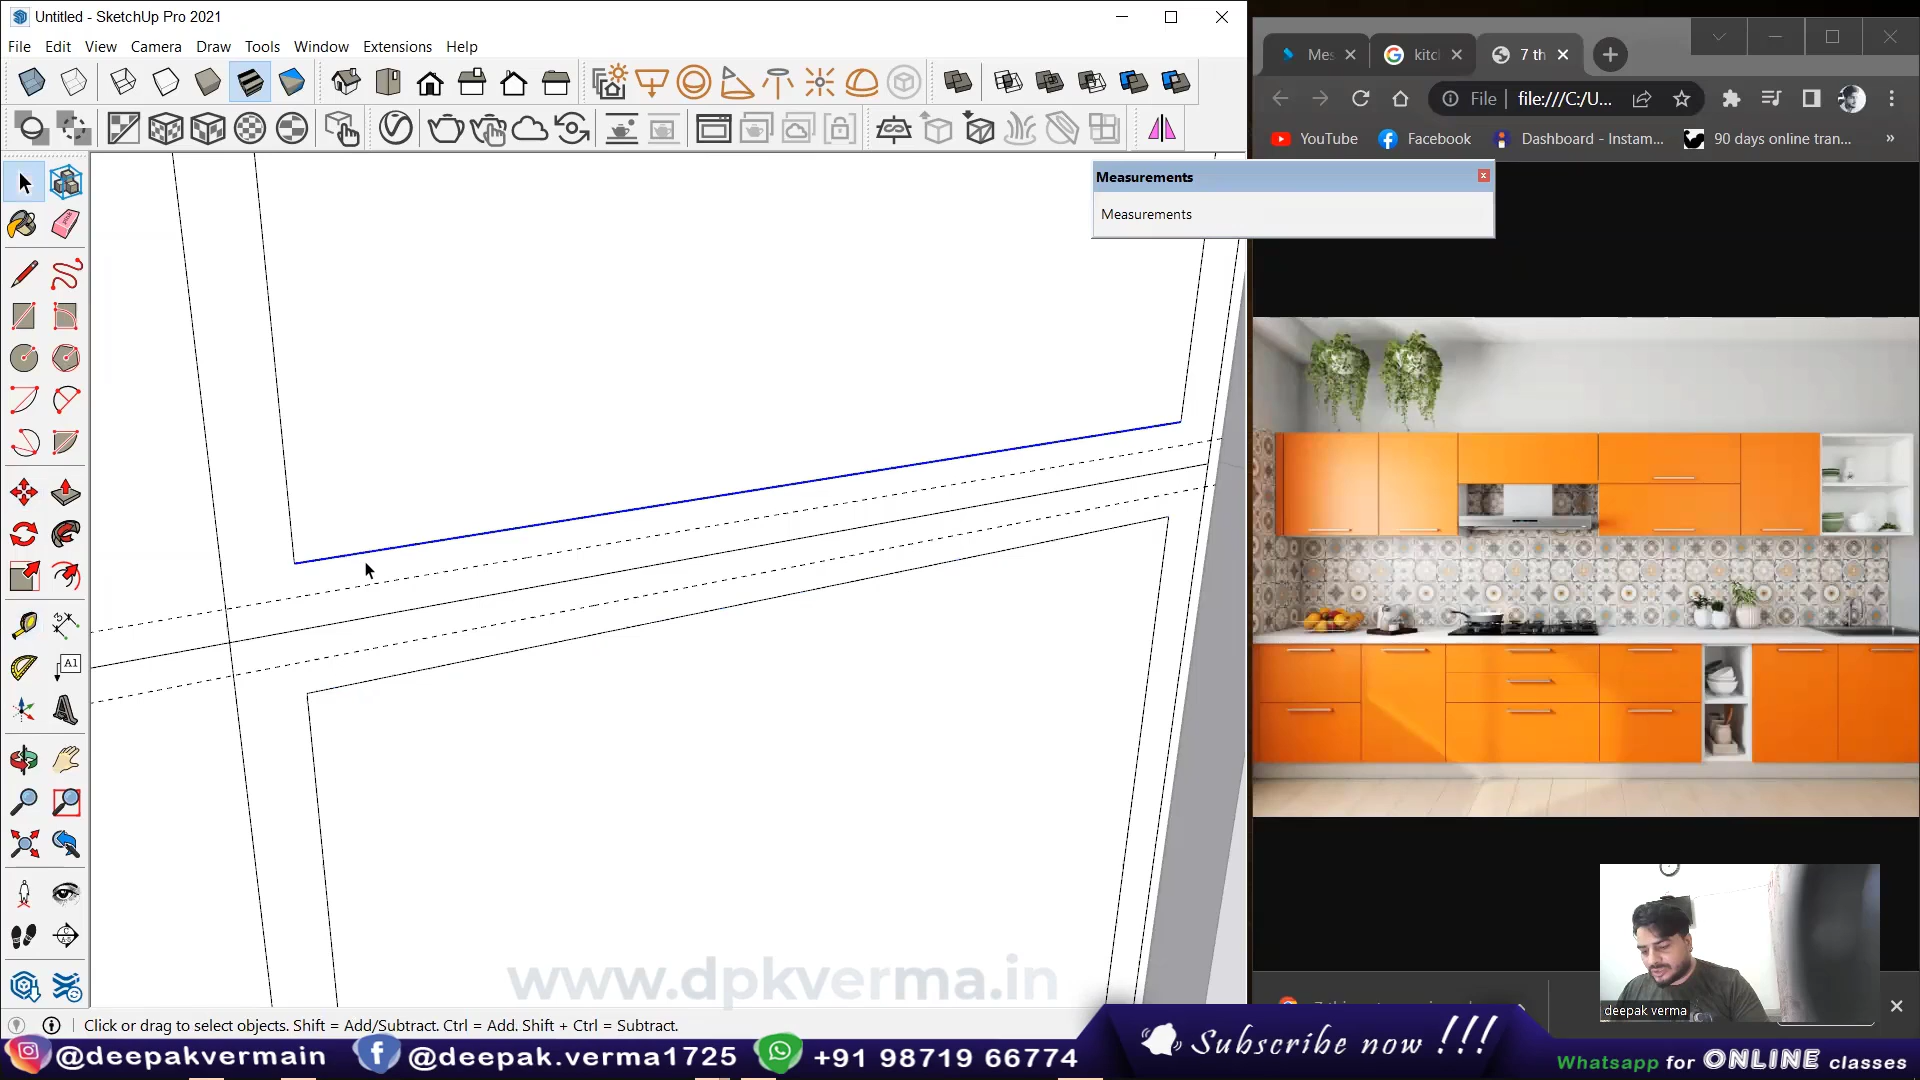 Untitled - SketchUp Pro 2021
File Edit View Camera Draw Tools Window Extensions Help
Mes
kitcl
7 th
File
file:///C:/U...
YouTube Facebook Dashboard - Instam... 90 days online tran... »
Measurements
Measurements
A1
www.dpkverma.in
deepak verma
Click or drag to select objects. Shift = Add/Subtract. Ctrl = Add. Shift + Ctrl = Subtract.
@deepakvermain @deepak.verma1725 +91 98719 66774
Subscribe now !!!
Whatsapp for ONLINE classes